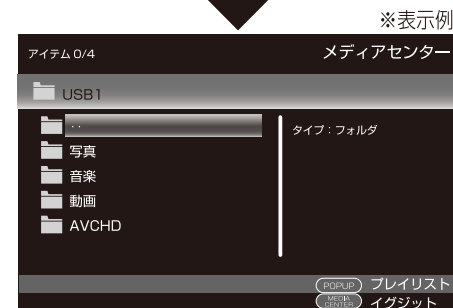 ※表示例
アイテム 0/4
メディアセンター
USB1
..
写真
音楽
動画
AVCHD
タイプ：フォルダ
POPUP プレイリスト
MEDIA CENTER イグジット